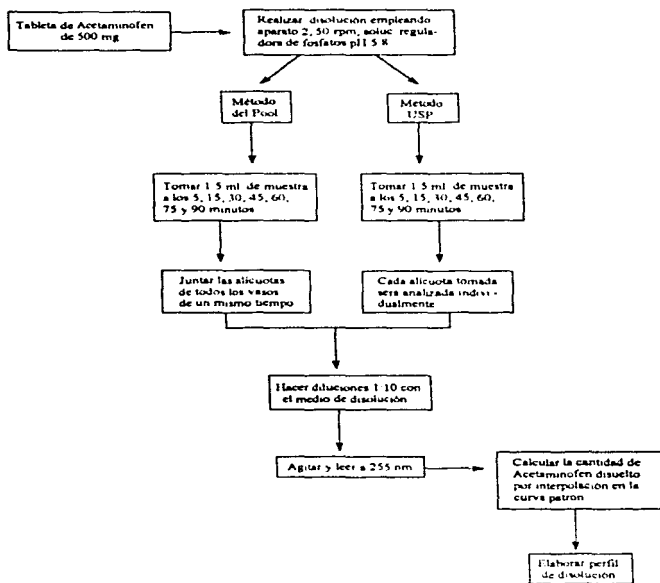 Tableta de Acetaminofen
de 500 mg
Realizar disolución empleando
aparato 2, 50 rpm, soluc regula-
dora de fosfatos pH 5 8
Método
del Pool
Método
USP
Tomar 1 5 ml de muestra
a los 5, 15, 30, 45, 60,
75 y 90 minutos
Tomar 1 5 ml de muestra
a los 5, 15, 30, 45, 60,
75 y 90 minutos
Juntar las alicuotas
de todos los vasos
de un mismo tiempo
Cada alicuota tomada
sera analizada indivi-
dualmente
Hacer diluciones 1 10 con
el medio de disolución
Agitar y leer a 255 nm
Calcular la cantidad de
Acetaminofen disuelto
por interpolación en la
curva patron
Elaborar perfil
de disolución